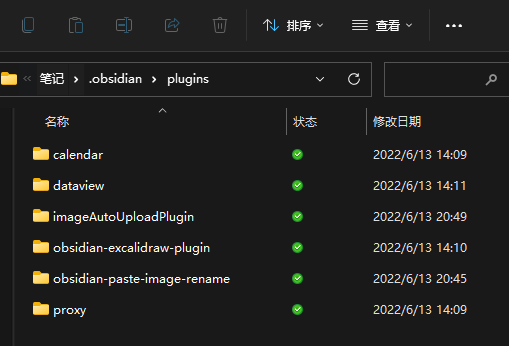 排序 查看
笔记 .obsidian plugins
名称 状态 修改日期
calendar 2022/6/13 14:09
dataview 2022/6/13 14:11
imageAutoUploadPlugin 2022/6/13 20:49
obsidian-excalidraw-plugin 2022/6/13 14:10
obsidian-paste-image-rename 2022/6/13 20:45
proxy 2022/6/13 14:09